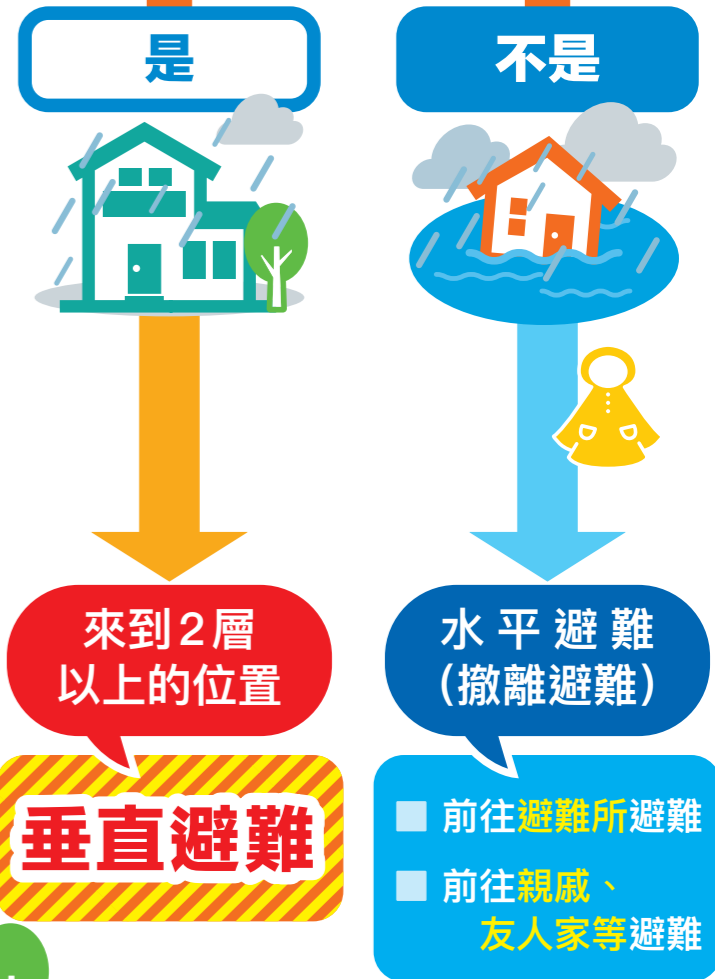 是
來到2層
以上的位置
垂直避難
不是
水平避難
(撤離避難)
前往避難所避難
前往親戚、
友人家等避難